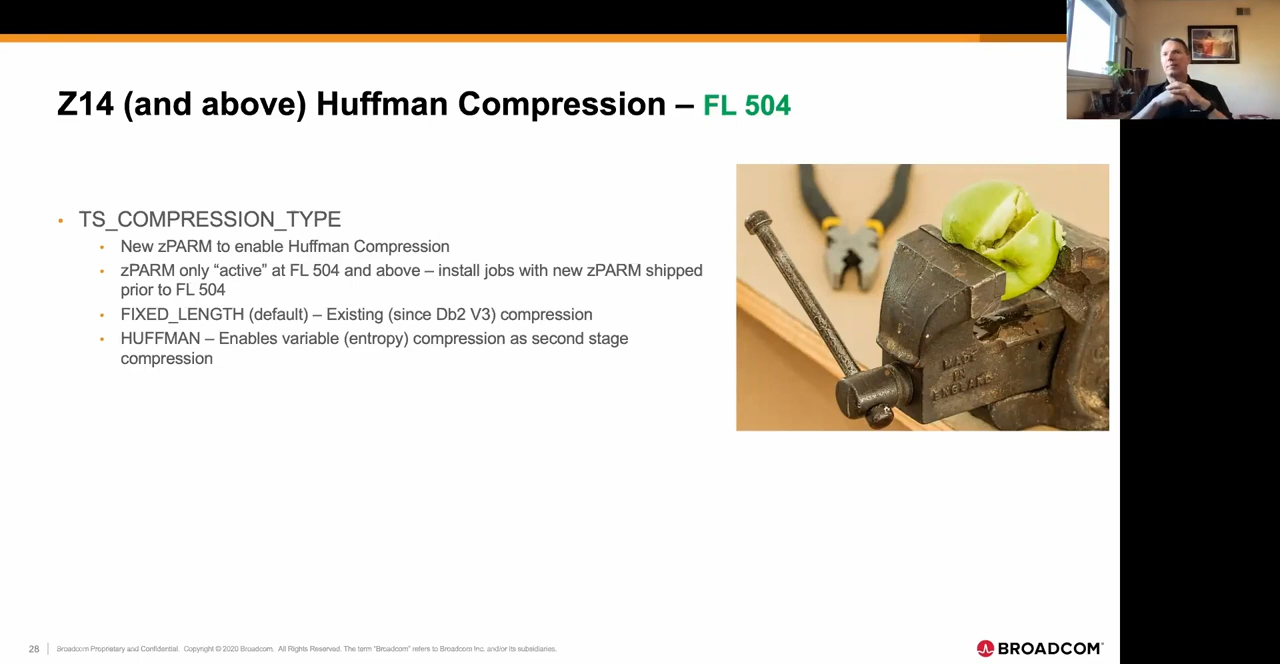 Z14 (and above) Huffman Compression – FL 504
TS_COMPRESSION_TYPE
New zPARM to enable Huffman Compression
zPARM only “active” at FL 504 and above – install jobs with new zPARM shipped
prior to FL 504
FIXED_LENGTH (default) – Existing (since Db2 V3) compression
HUFFMAN – Enables variable (entropy) compression as second stage
compression
MADE
IN
ENGLAND
28
Broadcom Proprietary and Confidential. Copyright © 2020 Broadcom. All Rights Reserved. The term “Broadcom” refers to Broadcom Inc. and/or its subsidiaries.
BROADCOM®